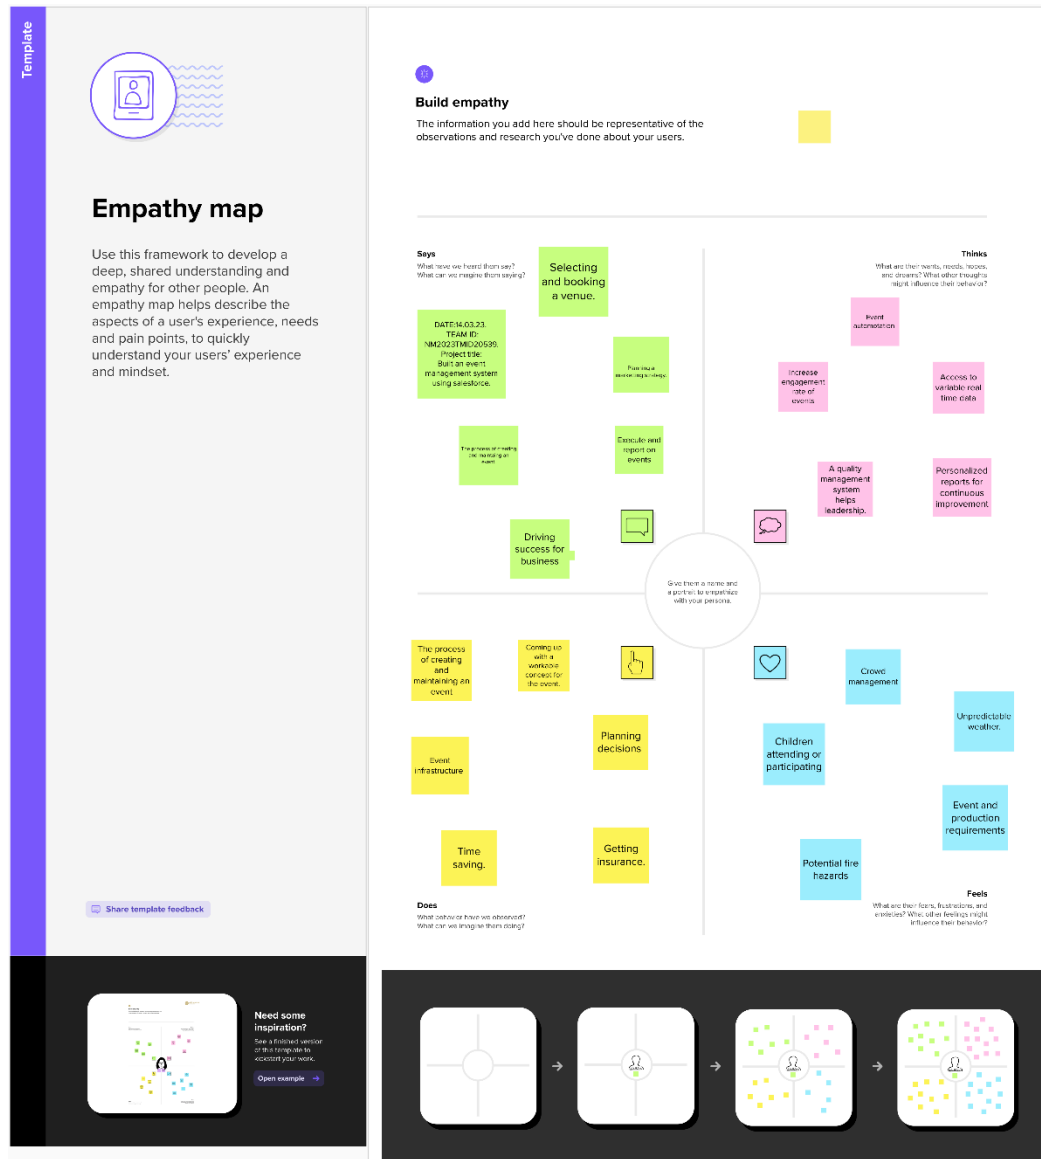 Template
Empathy map
Use this framework to develop a
deep, shared understanding and
empathy for other people. An
empathy map helps describe the
aspects of a user's experience, needs
and pain points, to quickly
understand your users' experience
and mindset.
Share template feedback
Need some
inspiration?
See a finished version
of this template to
kickstart your work.
Open example
Build empathy
The information you add here should be representative of the
observations and research you've done about your users.
Says
What have we heard them say?
What can we imagine them saying?
Selecting
and booking
a venue.
DATE:14.03.23.
TEAM ID:
NM2023TMID20539.
Project title:
Built an event
management system
using salesforce.
Planning a
marketing strategy.
The process of creating
and maintaining an
event
Execute and
report on
events
Driving
success for
business
Thinks
What are their wants, needs, hopes,
and dreams? What other thoughts
might influence their behavior?
Event
automation
Increase
engagement
rate of
events
Access to
variable real
time data
A quality
management
system
helps
leadership.
Personalized
reports for
continuous
improvement
Give them a name and
a portrait to empathize
with your persona.
The process
of creating
and
maintaining an
event
Coming up
with a
workable
concept for
the event.
Planning
decisions
Event
infrastructure
Time
saving.
Getting
insurance.
Does
What behavior have we observed?
What can we imagine them doing?
Crowd
management
Unpredictable
weather.
Children
attending or
participating
Event and
production
requirements
Potential fire
hazards
Feels
What are their fears, frustrations, and
anxieties? What other feelings might
influence their behavior?